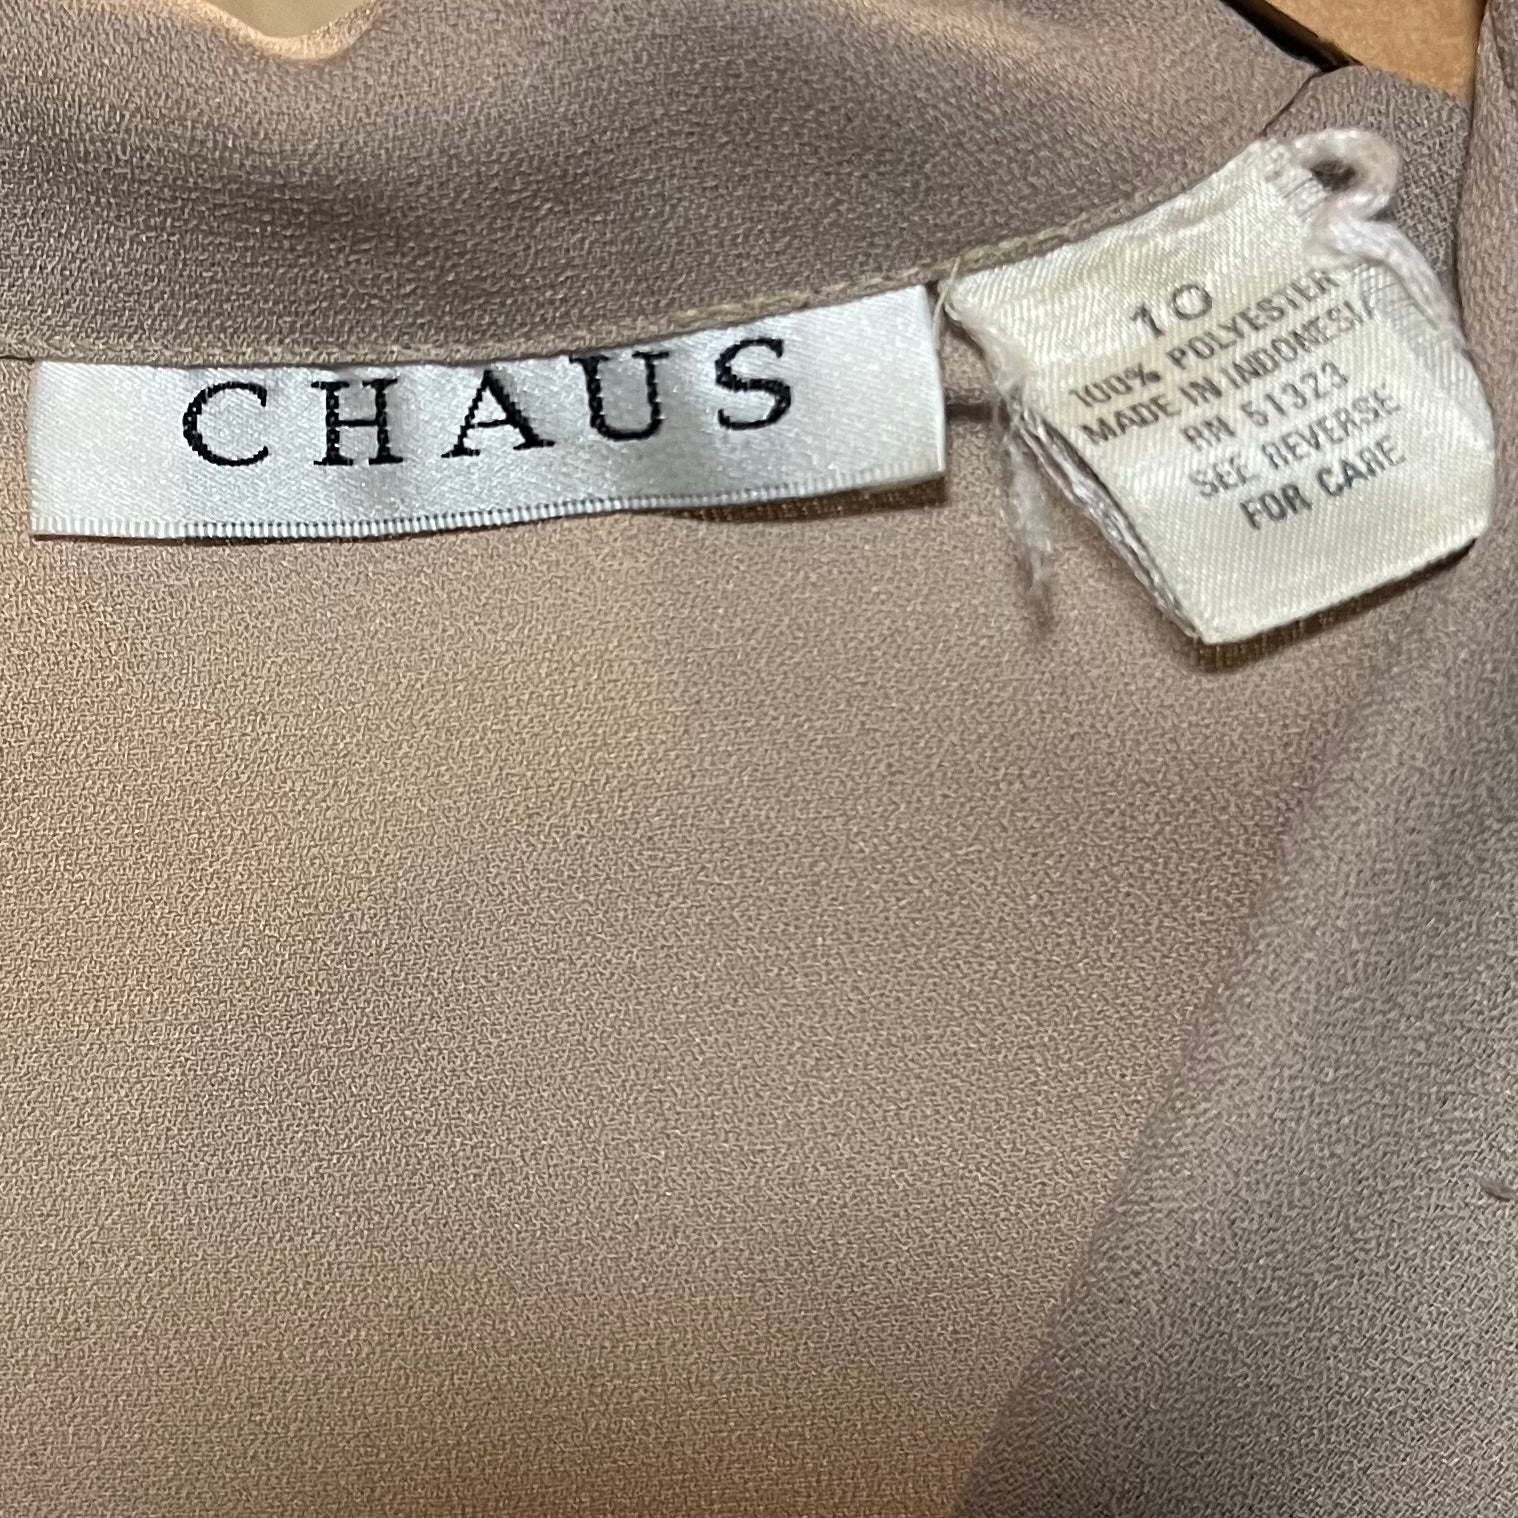 CHAUS
10
100% POLYESTER
MADE IN INDONESIA
RN 51323
SEE REVERSE
FOR CARE